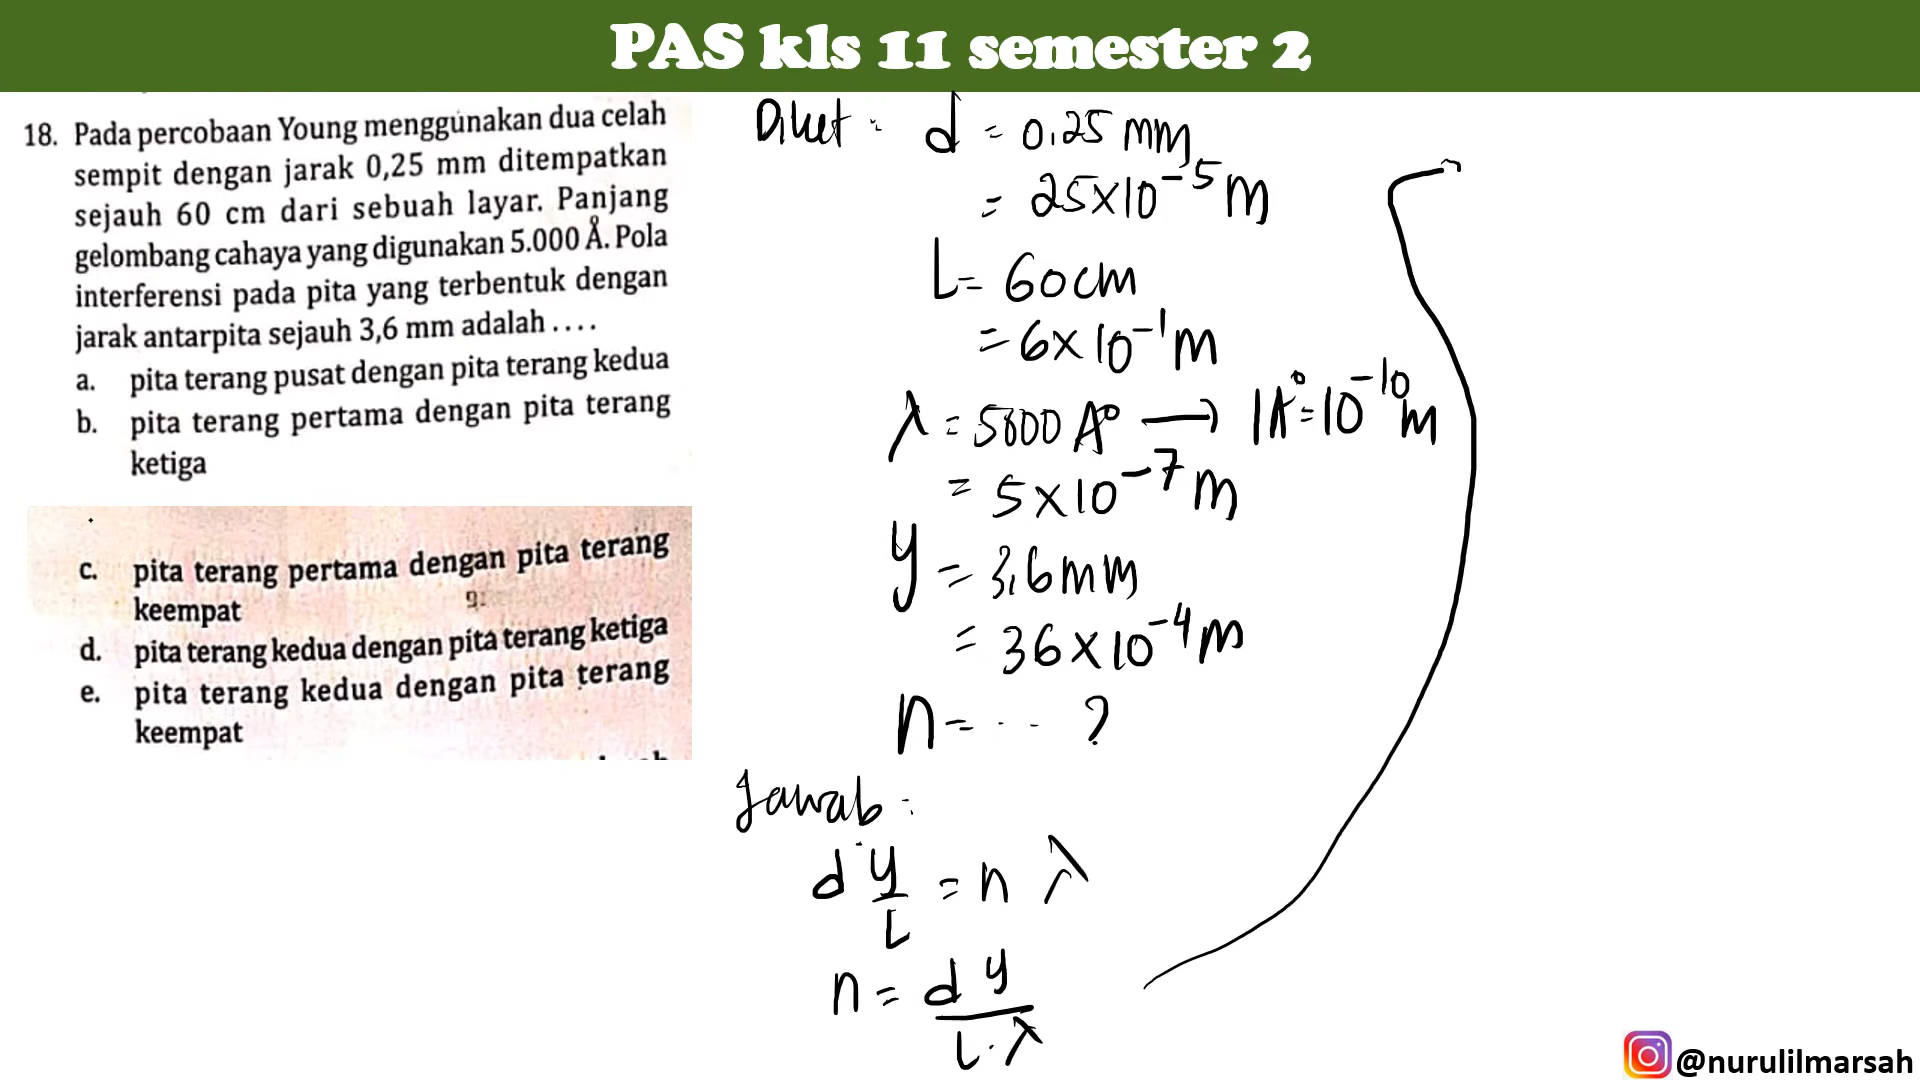 PAS kls 11 semester 2
18. Pada percobaan Young menggunakan dua celah
sempit dengan jarak 0,25 mm ditempatkan
sejauh 60 cm dari sebuah layar. Panjang
gelombang cahaya yang digunakan 5.000 Å. Pola
interferensi pada pita yang terbentuk dengan
jarak antarpita sejauh 3,6 mm adalah ....
a. pita terang pusat dengan pita terang kedua
b. pita terang pertama dengan pita terang
ketiga
c. pita terang pertama dengan pita terang
keempat
d. pita terang kedua dengan pita terang ketiga
e. pita terang kedua dengan pita terang
keempat
Diket : d = 0,25 mm
= 25×10⁻⁵ m
L = 60 cm
= 6×10⁻¹ m
λ = 5000 A° → 1A° = 10⁻¹⁰ m
= 5×10⁻⁷ m
y = 3,6 mm
= 36×10⁻⁴ m
n = ... ?
Jawab :
d·y/L = n λ
n = d y / L·λ
@nurulilmarsah